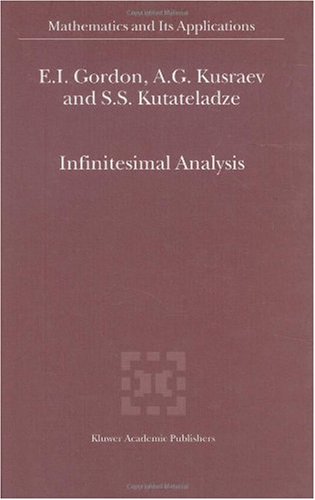 Mathematics and Its Applications
E.I. Gordon, A.G. Kusraev
and S.S. Kutateladze
Infinitesimal Analysis
Kluwer Academic Publishers